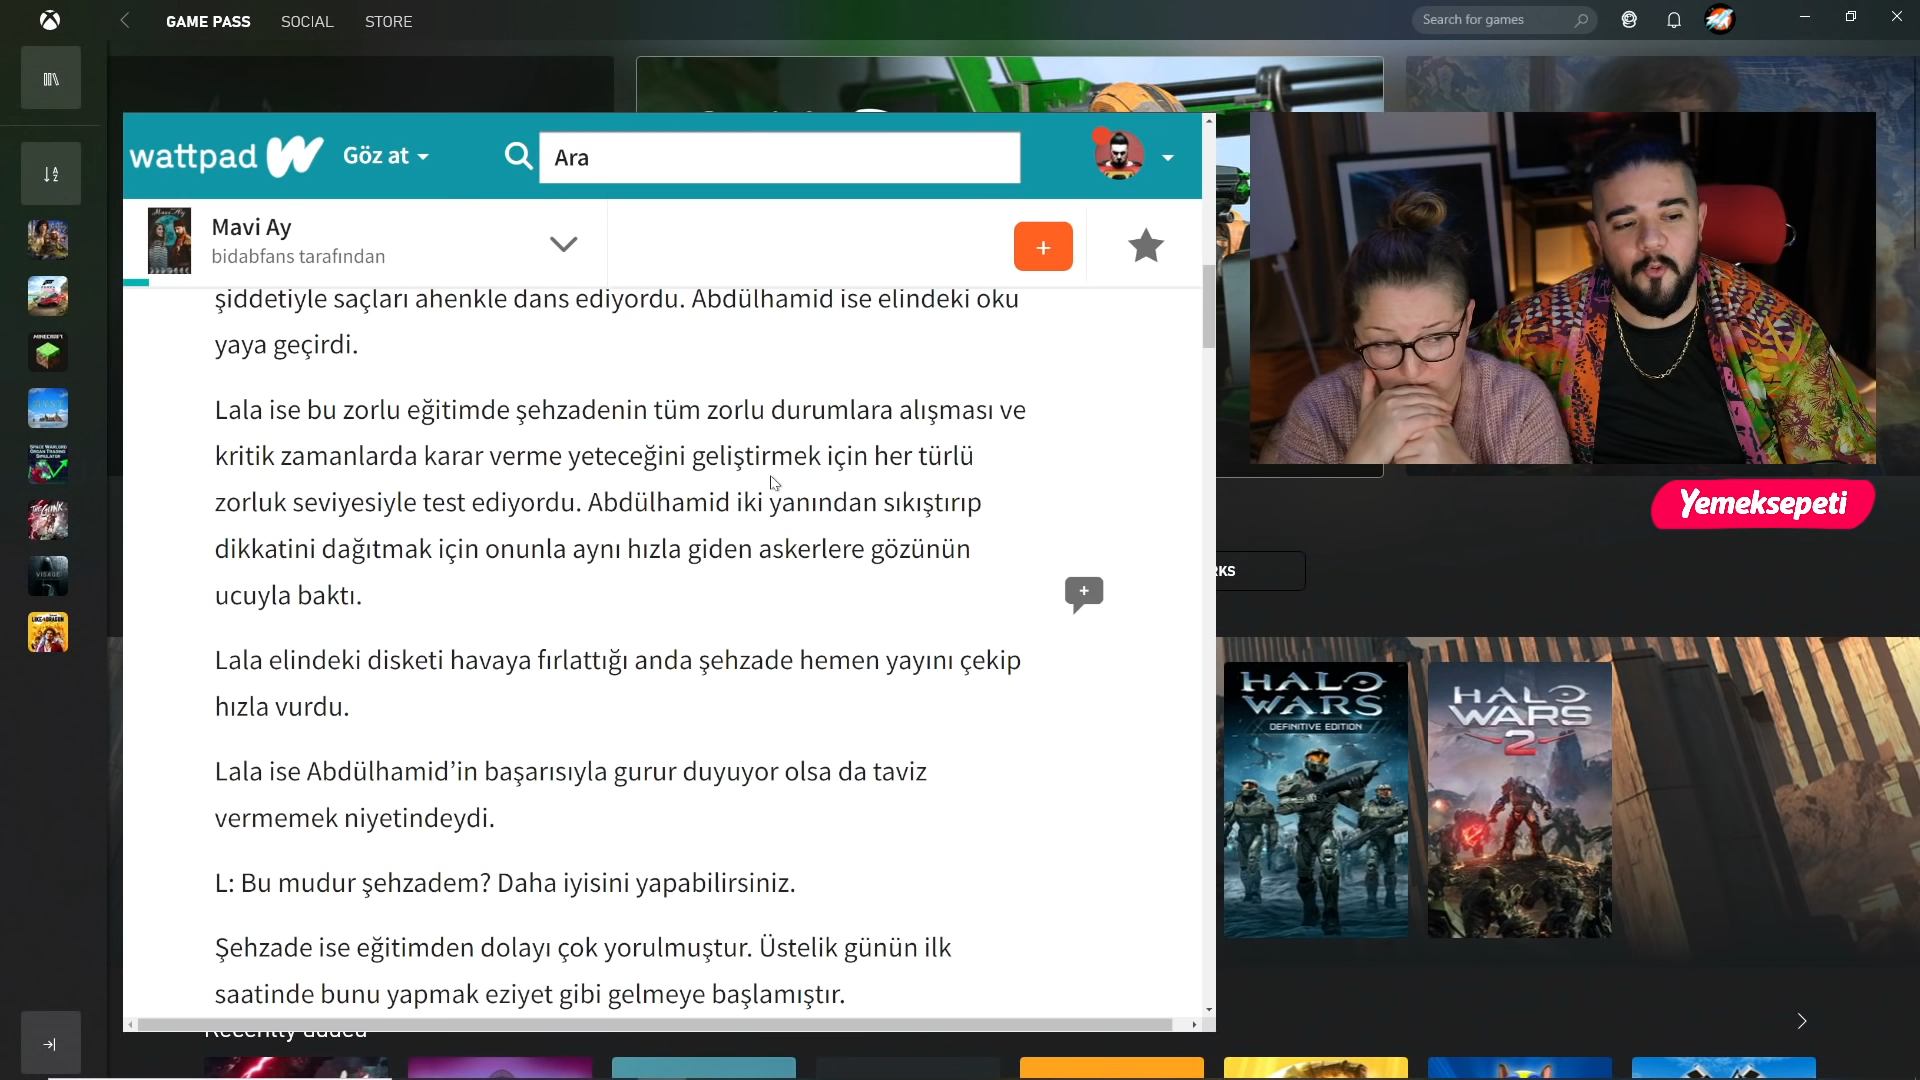 GAME PASS
SOCIAL
STORE
Search for games
wattpad
Göz at
Ara
Mavi Ay
bidabfans tarafından
+
şiddetiyle saçları ahenkle dans ediyordu. Abdülhamid ise elindeki oku
yaya geçirdi.
Lala ise bu zorlu eğitimde şehzadenin tüm zorlu durumlara alışması ve
kritik zamanlarda karar verme yeteceğini geliştirmek için her türlü
zorluk seviyesiyle test ediyordu. Abdülhamid iki yanından sıkıştırıp
dikkatini dağıtmak için onunla aynı hızla giden askerlere gözünün
ucuyla baktı.
Lala elindeki disketi havaya fırlattığı anda şehzade hemen yayını çekip
hızla vurdu.
Lala ise Abdülhamid’in başarısıyla gurur duyuyor olsa da taviz
vermemek niyetindeydi.
L: Bu mudur şehzadem? Daha iyisini yapabilirsiniz.
Şehzade ise eğitimden dolayı çok yorulmuştur. Üstelik günün ilk
saatinde bunu yapmak eziyet gibi gelmeye başlamıştır.
Yemeksepeti
RKS
HALO
WARS
DEFINITIVE EDITION
HALO
WARS
2
Recently added
MINECRAFT
VISAGE